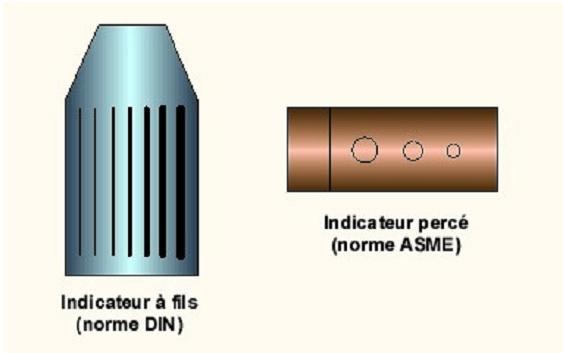 Indicateur à fils
(norme DIN)
Indicateur percé
(norme ASME)